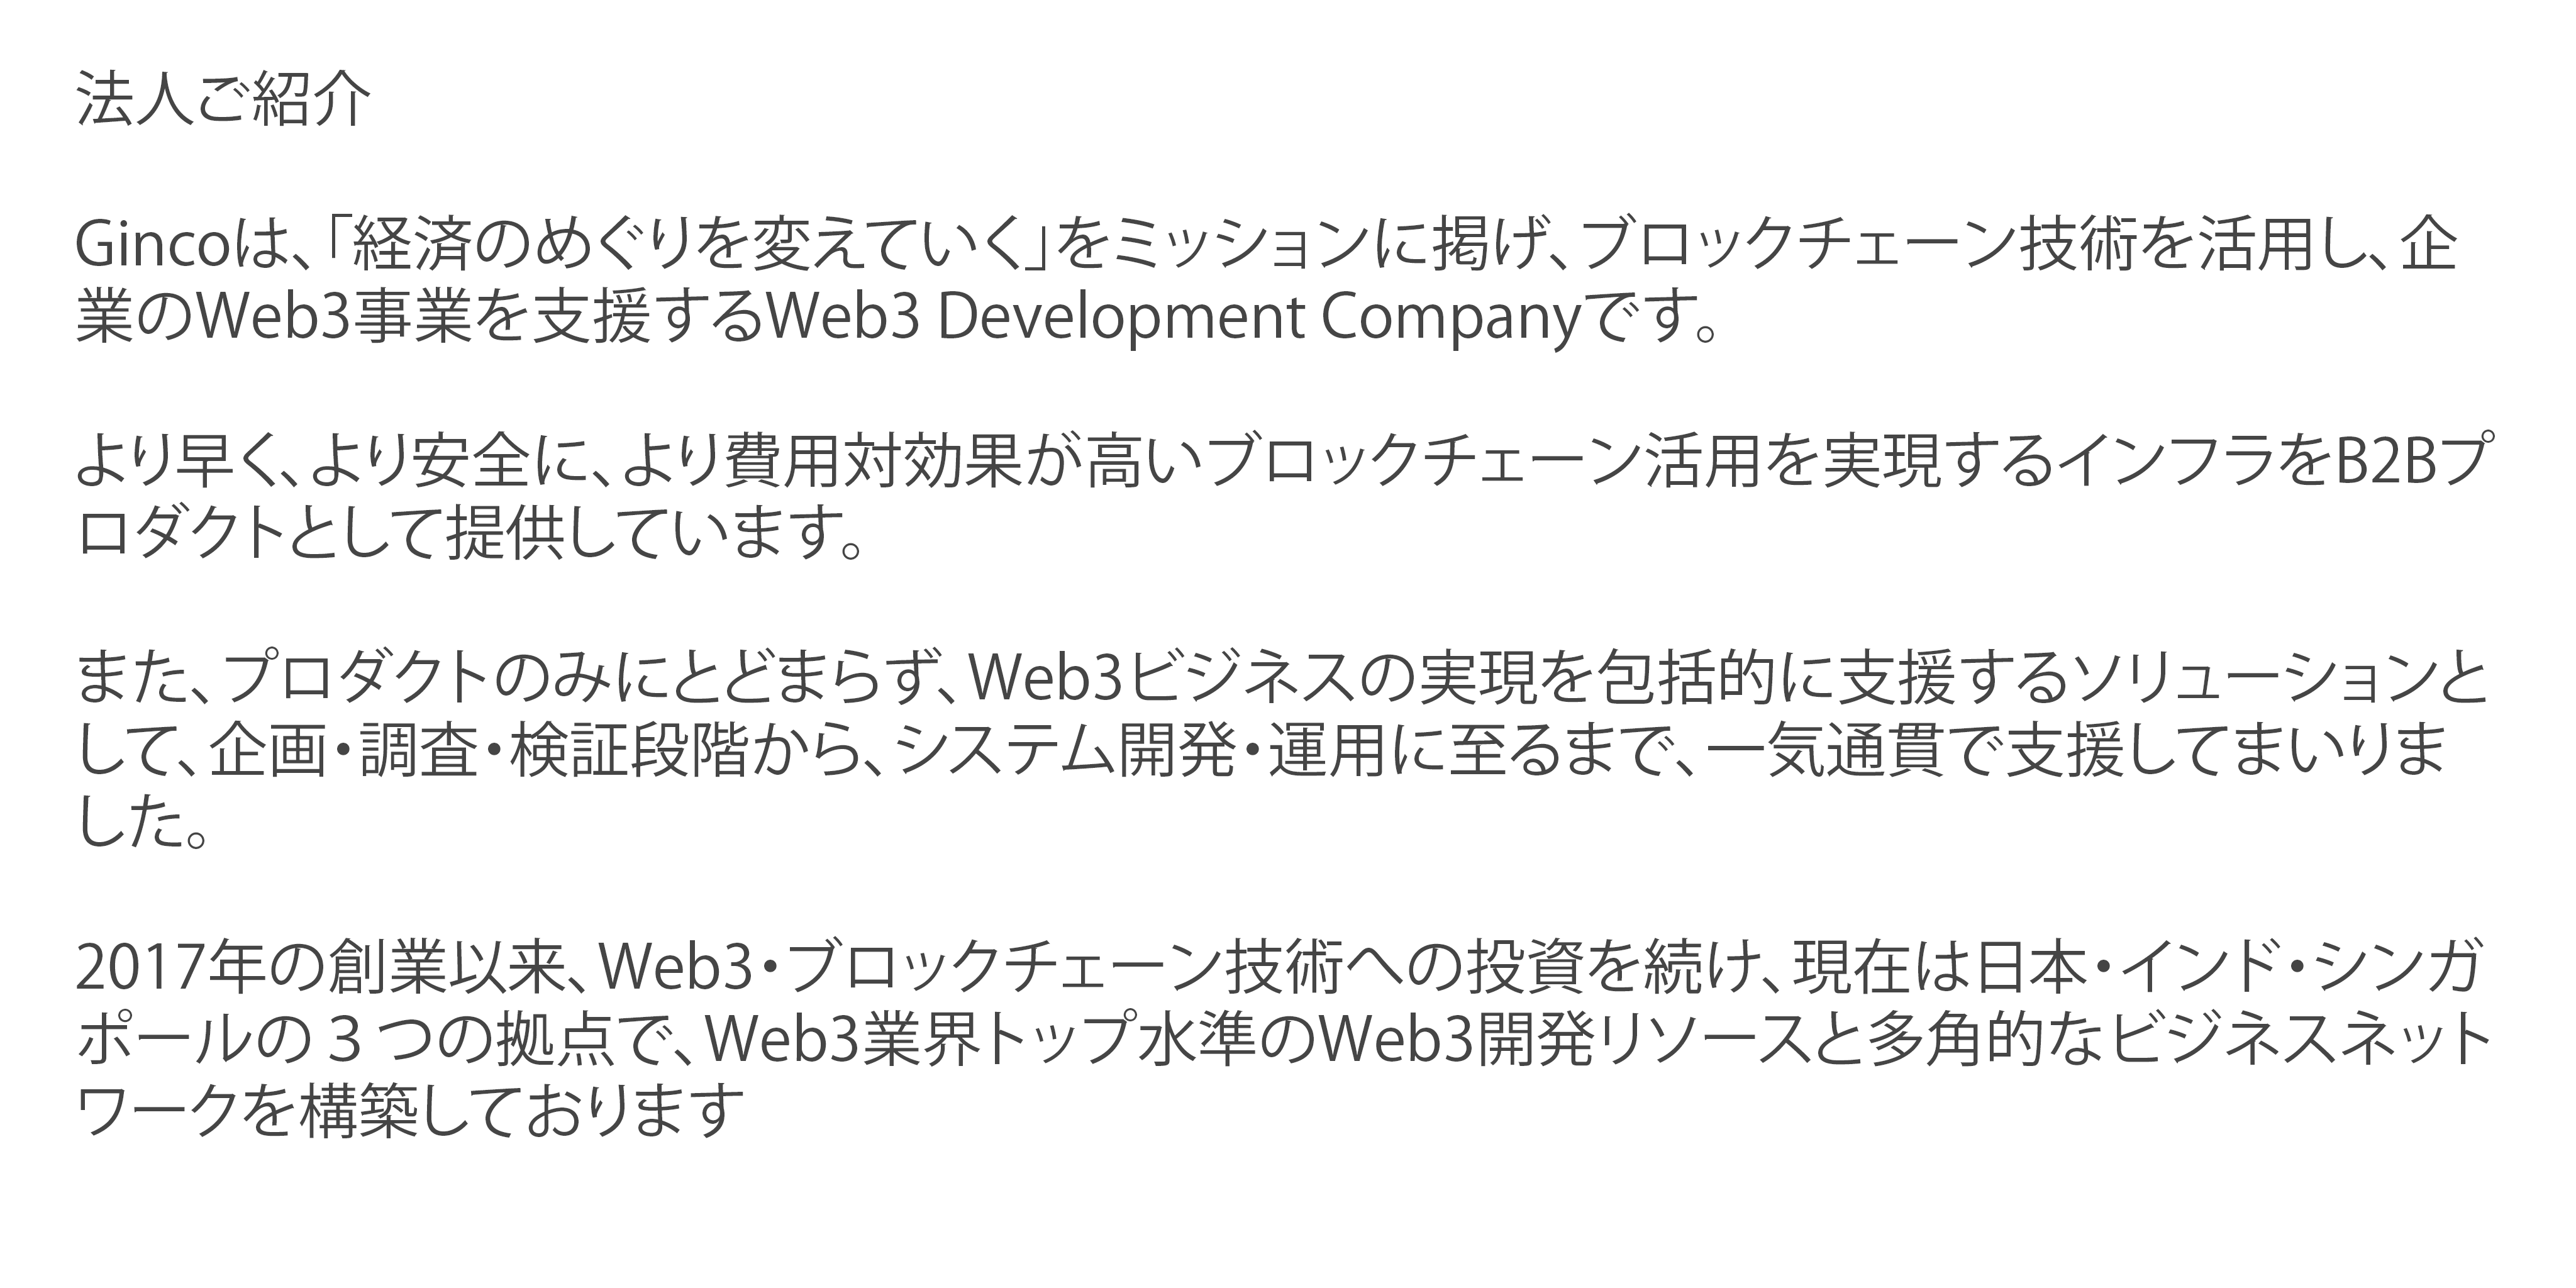 法人ご紹介
Gincoは、「経済のめぐりを変えていく」をミッションに掲げ、ブロックチェーン技術を活用し、企
業のWeb3事業を支援するWeb3 Development Companyです。
より早く、より安全に、より費用対効果が高いブロックチェーン活用を実現するインフラをB2Bプ
ロダクトとして提供しています。
また、プロダクトのみにとどまらず、Web3ビジネスの実現を包括的に支援するソリューションと
して、企画・調査・検証段階から、システム開発・運用に至るまで、一気通貫で支援してまいりま
した。
2017年の創業以来、Web3・ブロックチェーン技術への投資を続け、現在は日本・インド・シンガ
ポールの３つの拠点で、Web3業界トップ水準のWeb3開発リソースと多角的なビジネスネット
ワークを構築しております